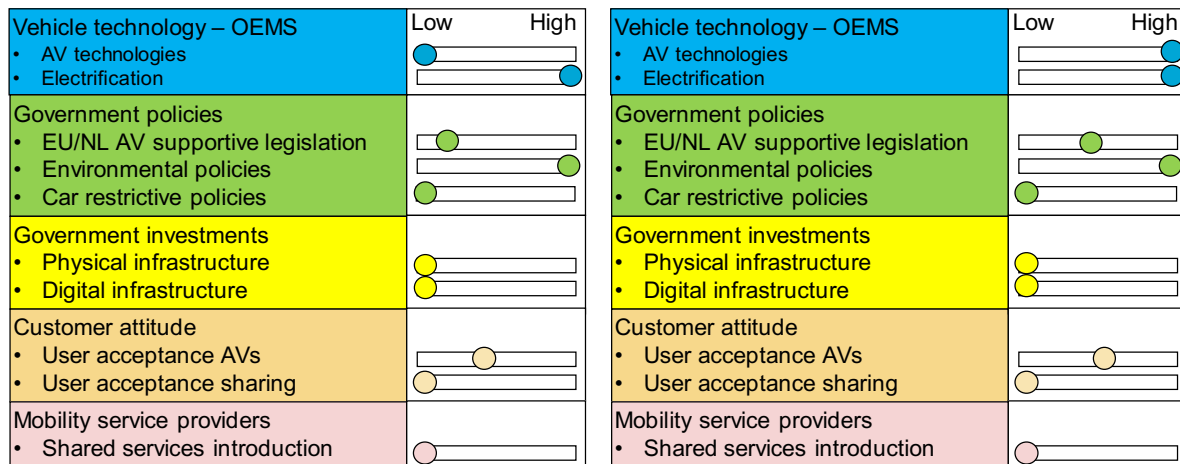 Vehicle technology – OEMS
• AV technologies
• Electrification
Low High
Government policies
• EU/NL AV supportive legislation
• Environmental policies
• Car restrictive policies
Government investments
• Physical infrastructure
• Digital infrastructure
Customer attitude
• User acceptance AVs
• User acceptance sharing
Mobility service providers
• Shared services introduction
Vehicle technology – OEMS
• AV technologies
• Electrification
Low High
Government policies
• EU/NL AV supportive legislation
• Environmental policies
• Car restrictive policies
Government investments
• Physical infrastructure
• Digital infrastructure
Customer attitude
• User acceptance AVs
• User acceptance sharing
Mobility service providers
• Shared services introduction